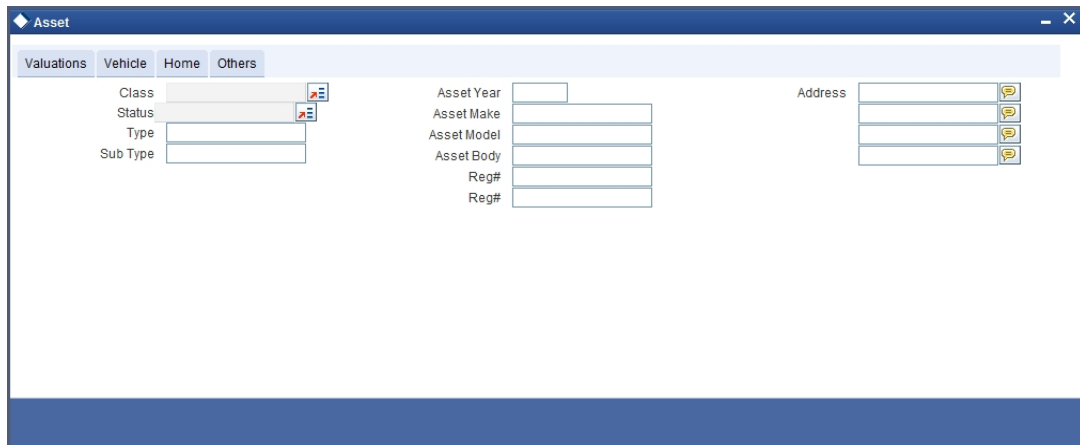 Asset
Valuations Vehicle Home Others
Class Asset Year Address
Status Asset Make
Type Asset Model
Sub Type Asset Body
Reg#
Reg#